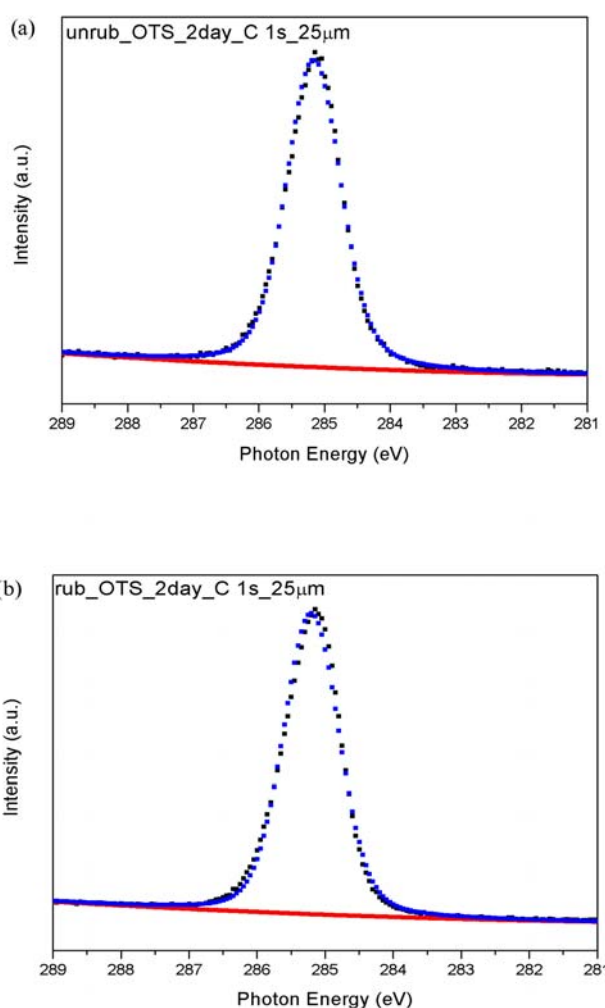 (a)
unrub_OTS_2day_C 1s_25μm
Intensity (a.u.)
289 288 287 286 285 284 283 282 281
Photon Energy (eV)
(b)
rub_OTS_2day_C 1s_25μm
Intensity (a.u.)
289 288 287 286 285 284 283 282 281
Photon Energy (eV)